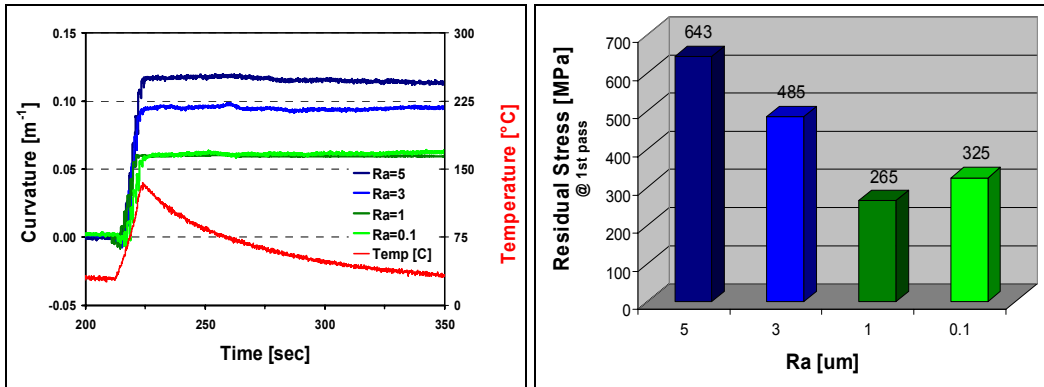 0.15
0.10
0.05
0.00
-0.05
Curvature [m⁻¹]
300
225
150
75
0
Temperature [°C]
Ra=5
Ra=3
Ra=1
Ra=0.1
Temp [C]
200
250
300
350
Time [sec]
Residual Stress [MPa]
@ 1st pass
700
600
500
400
300
200
100
0
643
485
265
325
5
3
1
0.1
Ra [um]